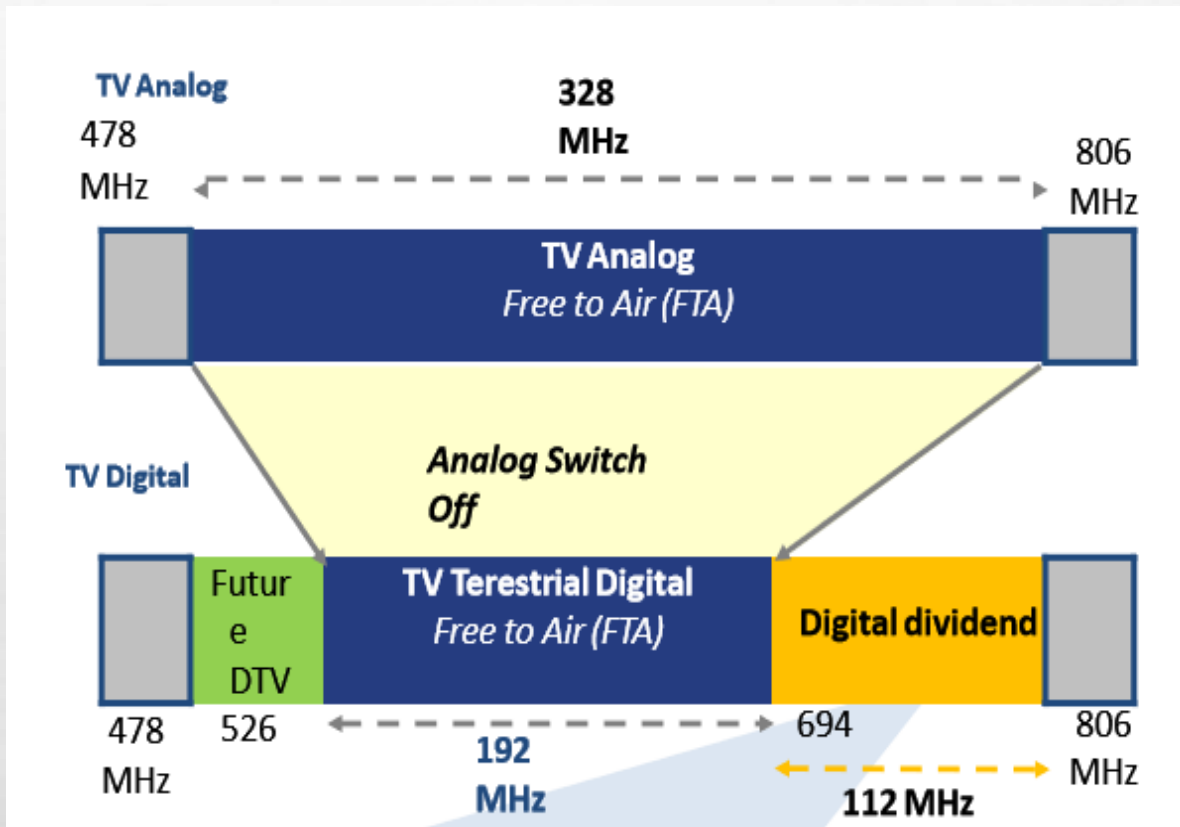 TV Analog
478
MHz
328
MHz
806
MHz
TV Analog
Free to Air (FTA)
Analog Switch
Off
TV Digital
Futur
e
DTV
TV Terestrial Digital
Free to Air (FTA)
Digital dividend
478
MHz
526
192
MHz
694
112 MHz
806
MHz